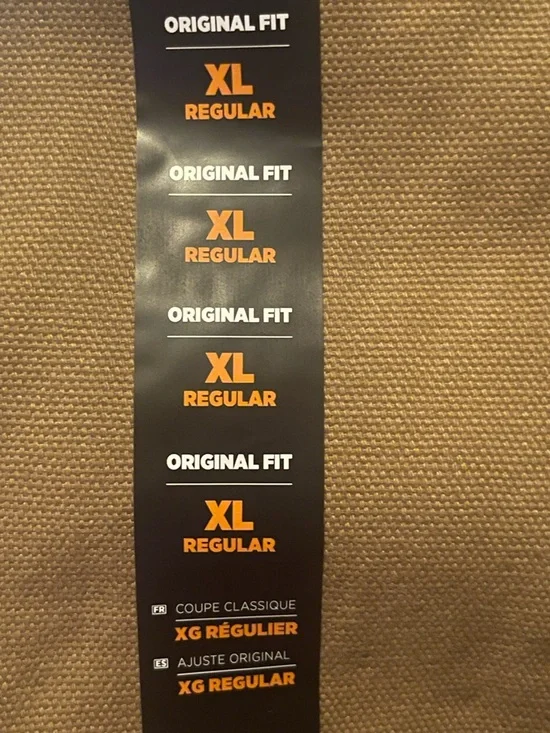 ORIGINAL FIT
XL
REGULAR
ORIGINAL FIT
XL
REGULAR
ORIGINAL FIT
XL
REGULAR
ORIGINAL FIT
XL
REGULAR
FR COUPE CLASSIQUE
XG RÉGULIER
ES AJUSTE ORIGINAL
XG REGULAR